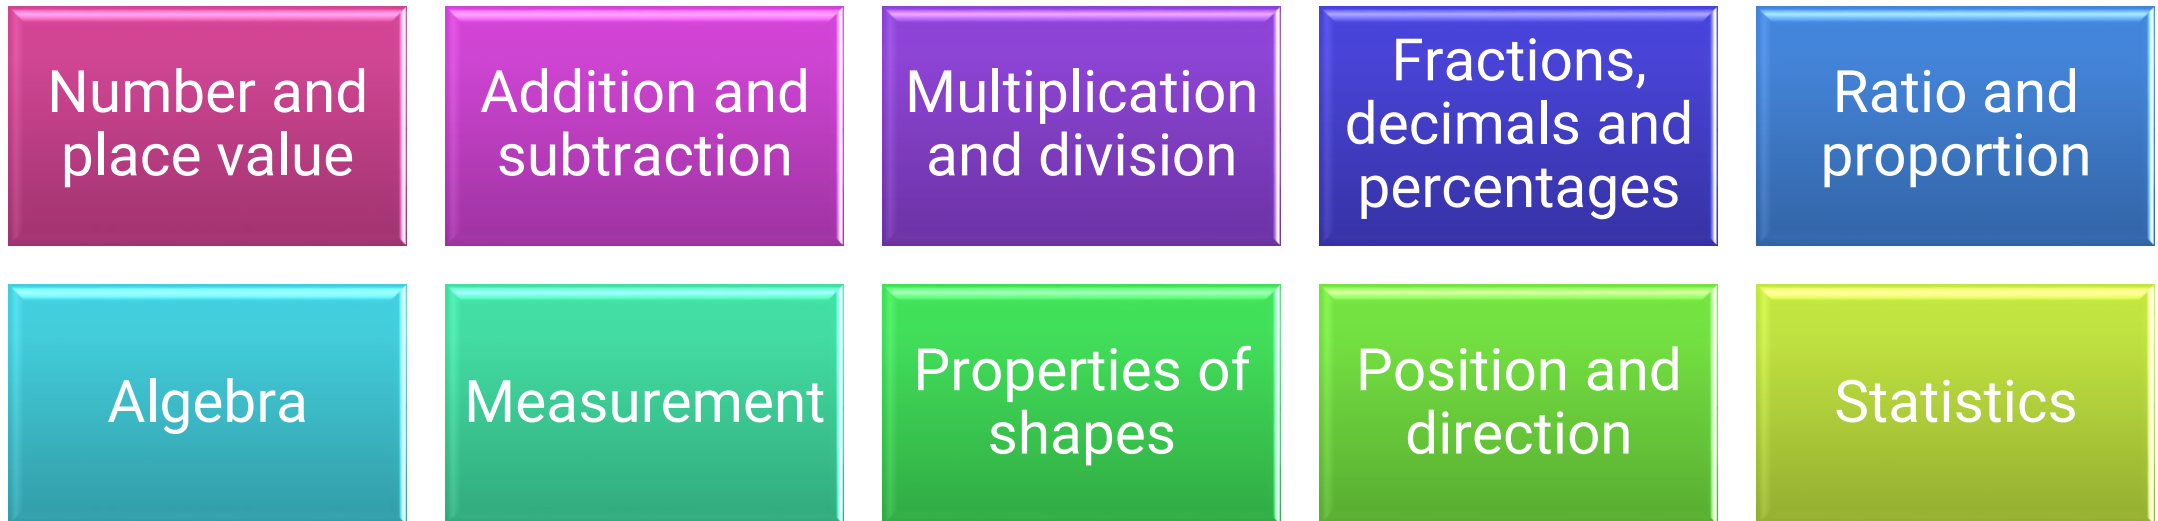 Number and
place value
Addition and
subtraction
Multiplication
and division
Fractions,
decimals and
percentages
Ratio and
proportion
Algebra
Measurement
Properties of
shapes
Position and
direction
Statistics